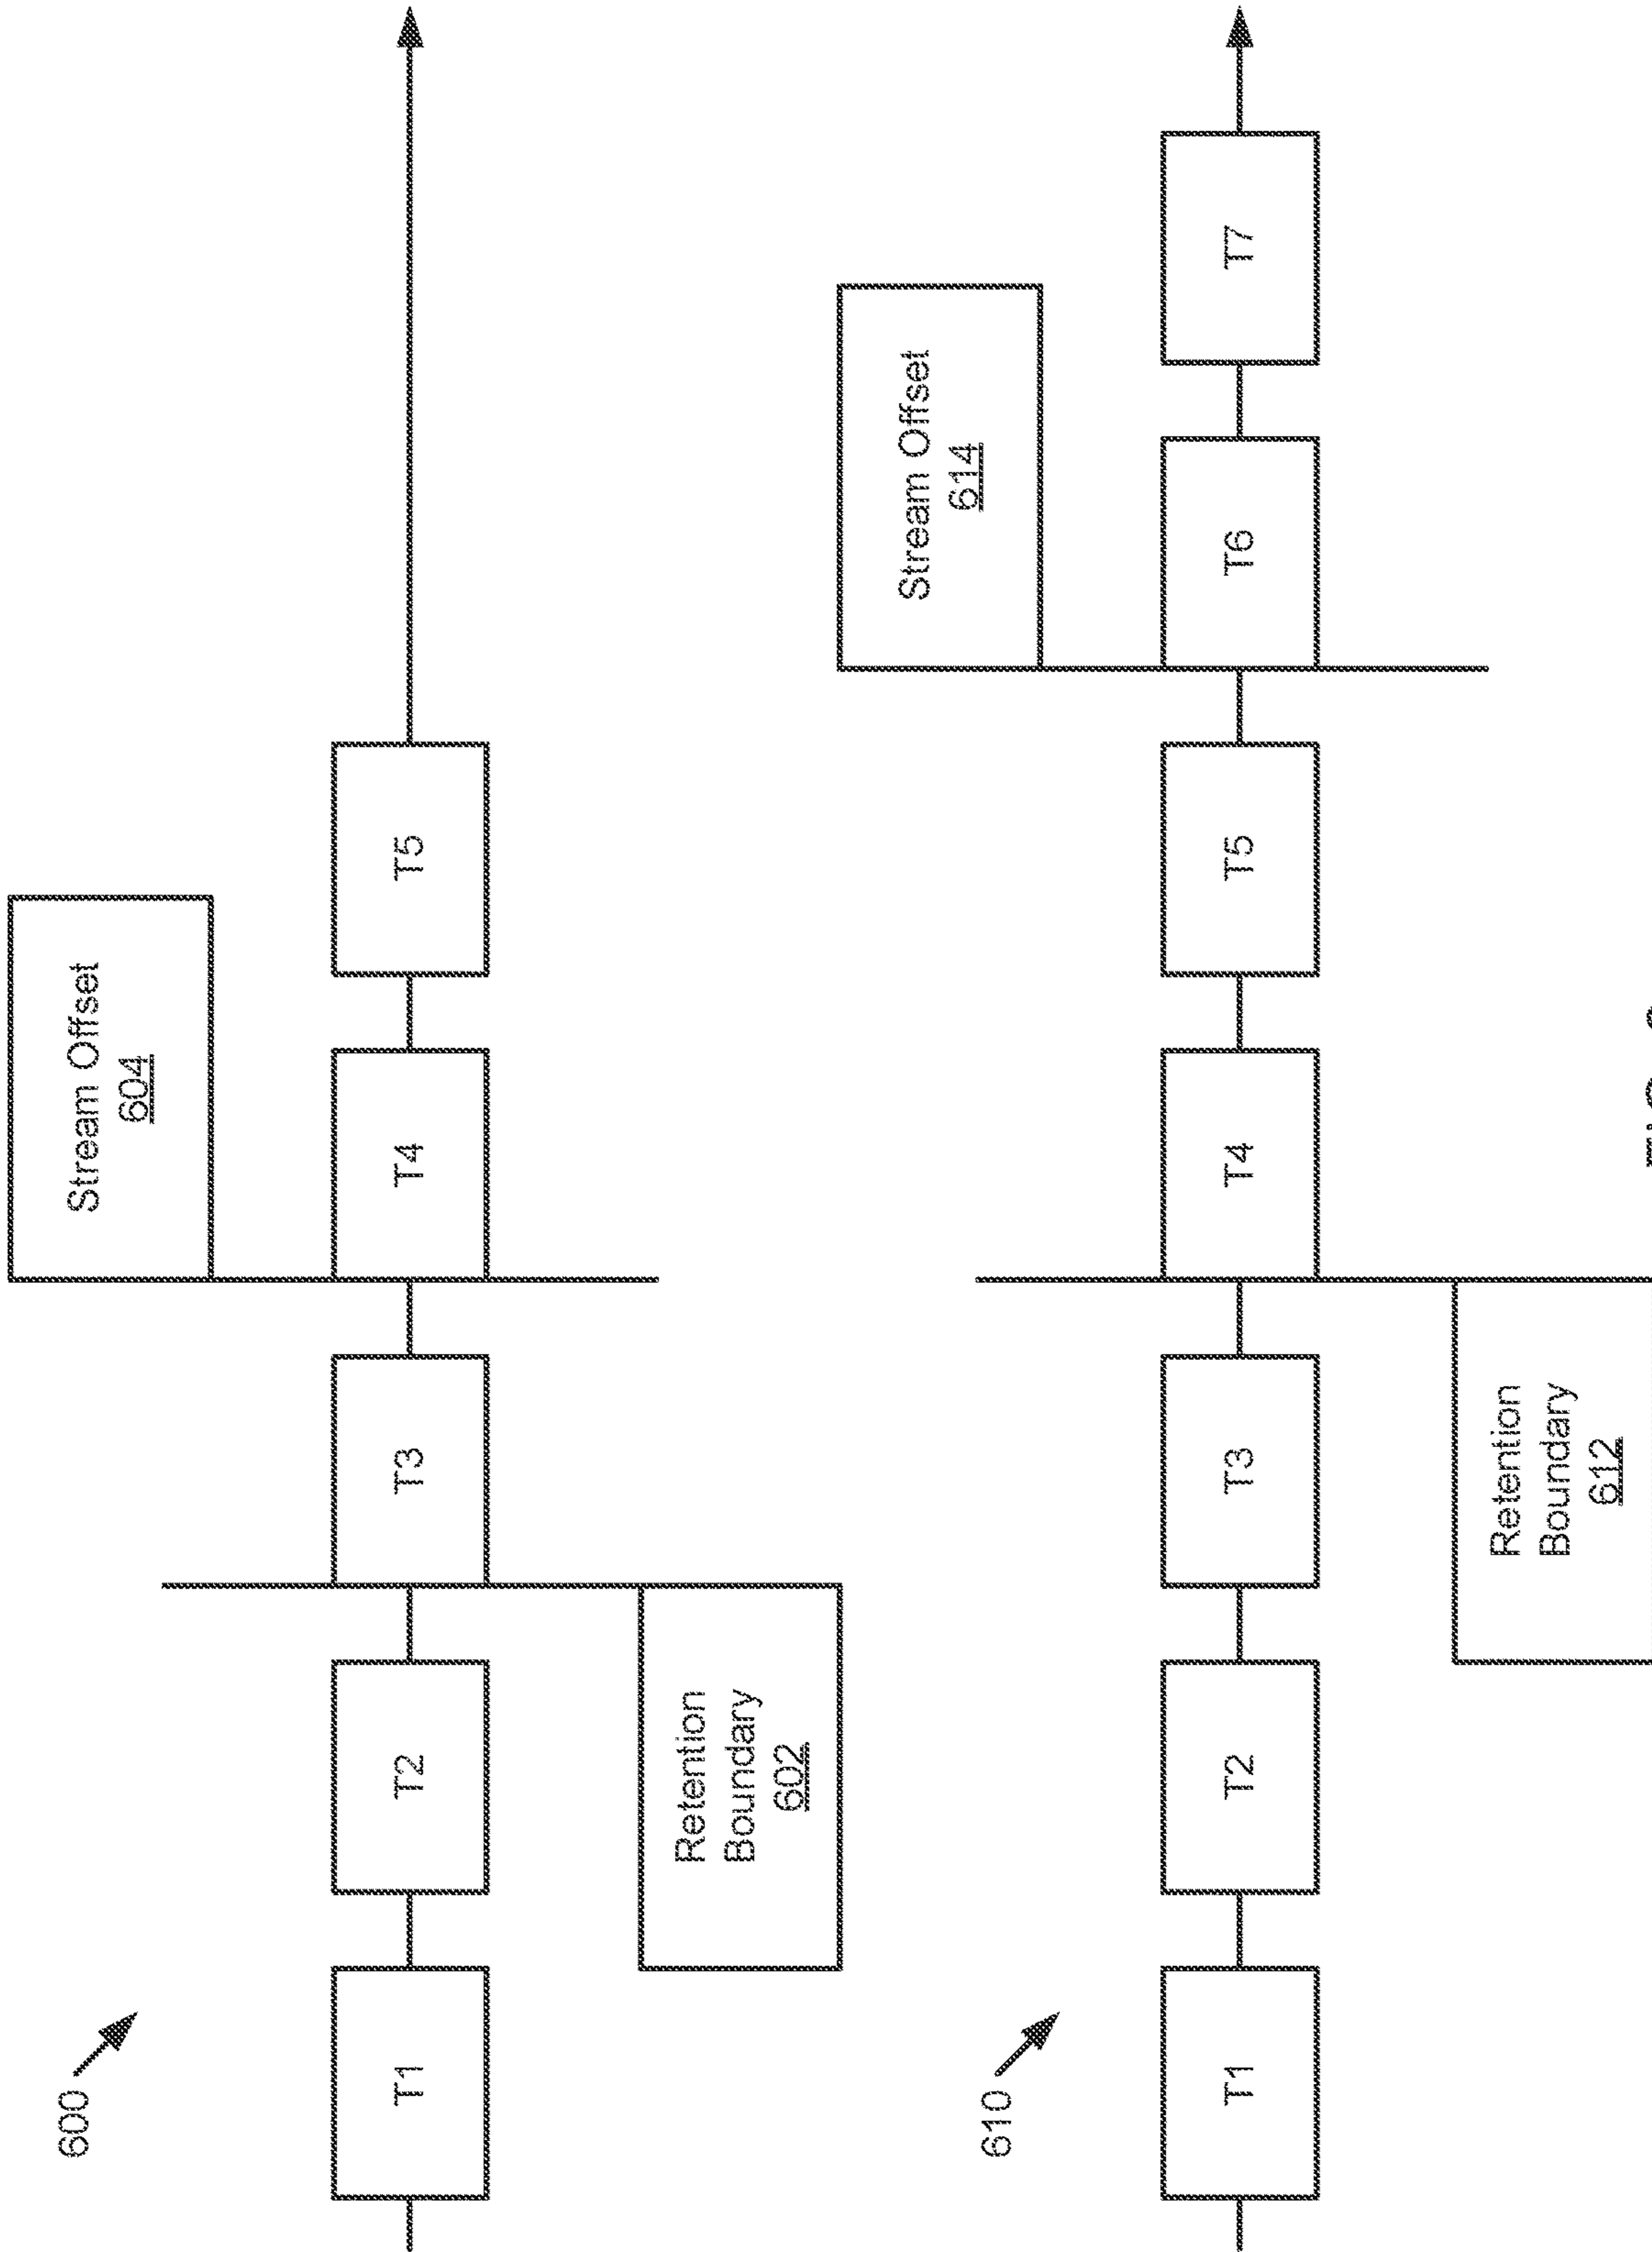 600
Stream Offset
604
T1
T2
T3
T4
T5
Retention
Boundary
602
610
Stream Offset
614
T1
T2
T3
T4
T5
T6
T7
Retention
Boundary
612